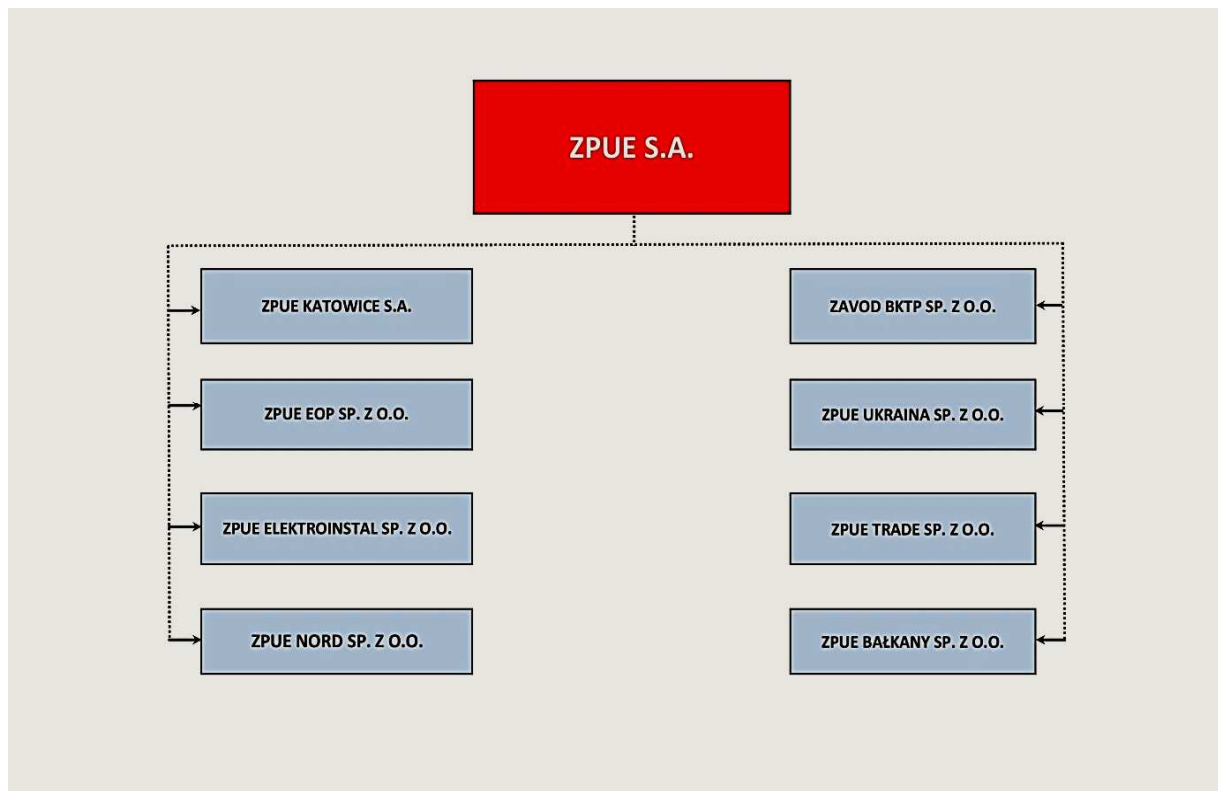 ZPUE S.A.
ZPUE KATOWICE S.A.
ZPUE EOP SP. Z O.O.
ZPUE ELEKTROINSTAL SP. Z O.O.
ZPUE NORD SP. Z O.O.
ZAVOD BKTP SP. Z O.O.
ZPUE UKRAINA SP. Z O.O.
ZPUE TRADE SP. Z O.O.
ZPUE BAŁKANY SP. Z O.O.